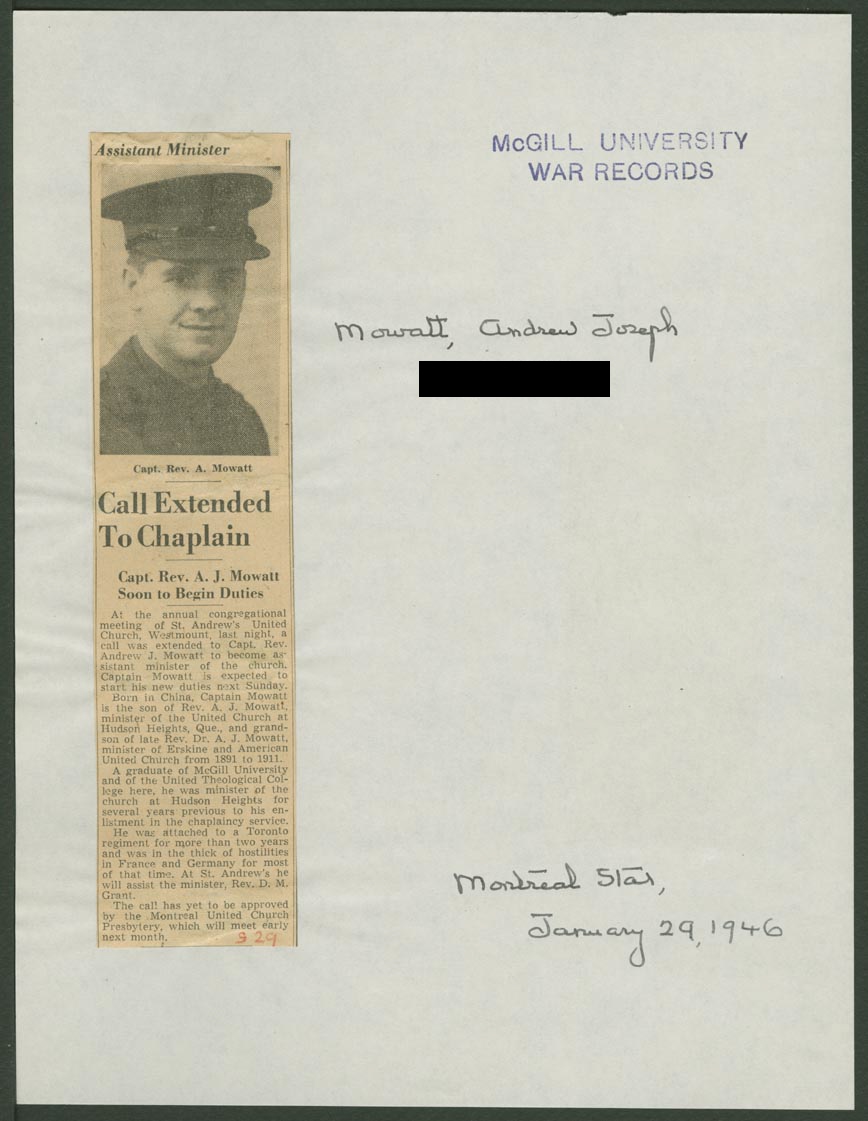 McGILL UNIVERSITY
WAR RECORDS
Mowatt, Andrew Joseph
Assistant Minister
Capt. Rev. A. Mowatt
Call Extended
To Chaplain
Capt. Rev. A. J. Mowatt
Soon to Begin Duties
At the annual congregational
meeting of St. Andrew's United
Church, Westmount, last night, a
call was extended to Capt. Rev.
Andrew J. Mowatt to become as-
sistant minister of the church.
Captain Mowatt is expected to
start his new duties next Sunday.
Born in China, Captain Mowatt
is the son of Rev. A. J. Mowatt,
minister of the United Church at
Hudson Heights, Que., and grand-
son of late Rev. Dr. A. J. Mowatt,
minister of Erskine and American
United Church from 1891 to 1911.
A graduate of McGill University
and of the United Theological Col-
lege here, he was minister of the
church at Hudson Heights for
several years previous to his en-
listment in the chaplaincy service.
He was attached to a Toronto
regiment for more than two years
and was in the thick of hostilities
in France and Germany for most
of that time. At St. Andrew's he
will assist the minister, Rev. D. M.
Grant.
The call has yet to be approved
by the Montreal United Church
Presbytery, which will meet early
next month.
S 29
Montreal Star,
January 29, 1946